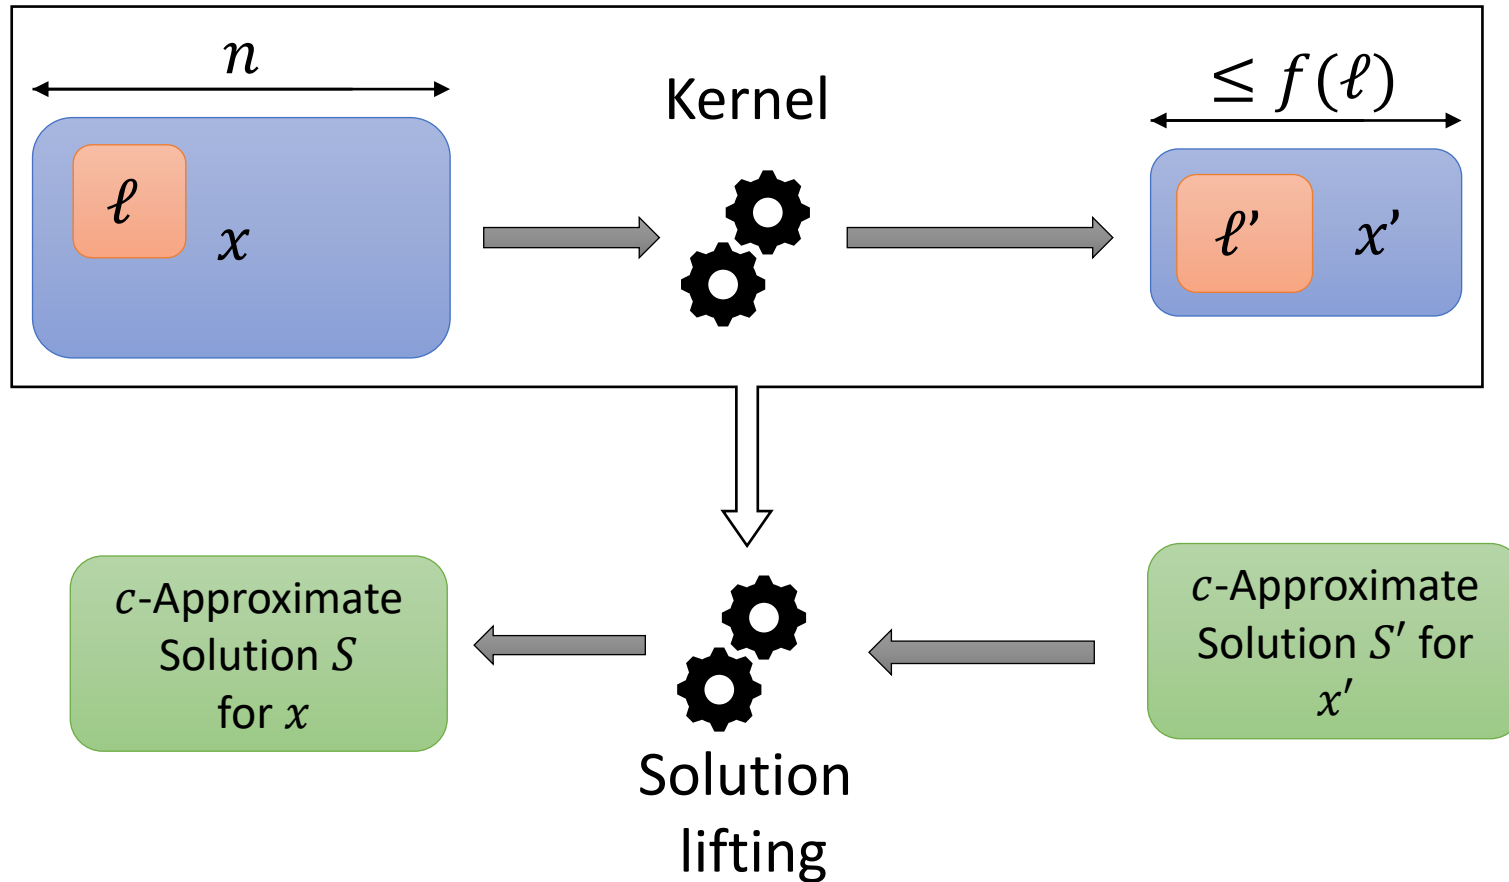 n
Kernel
≤ f(ℓ)
ℓ
x
ℓ’
x’
c-Approximate
Solution S
for x
c-Approximate
Solution S′ for
x′
Solution
lifting